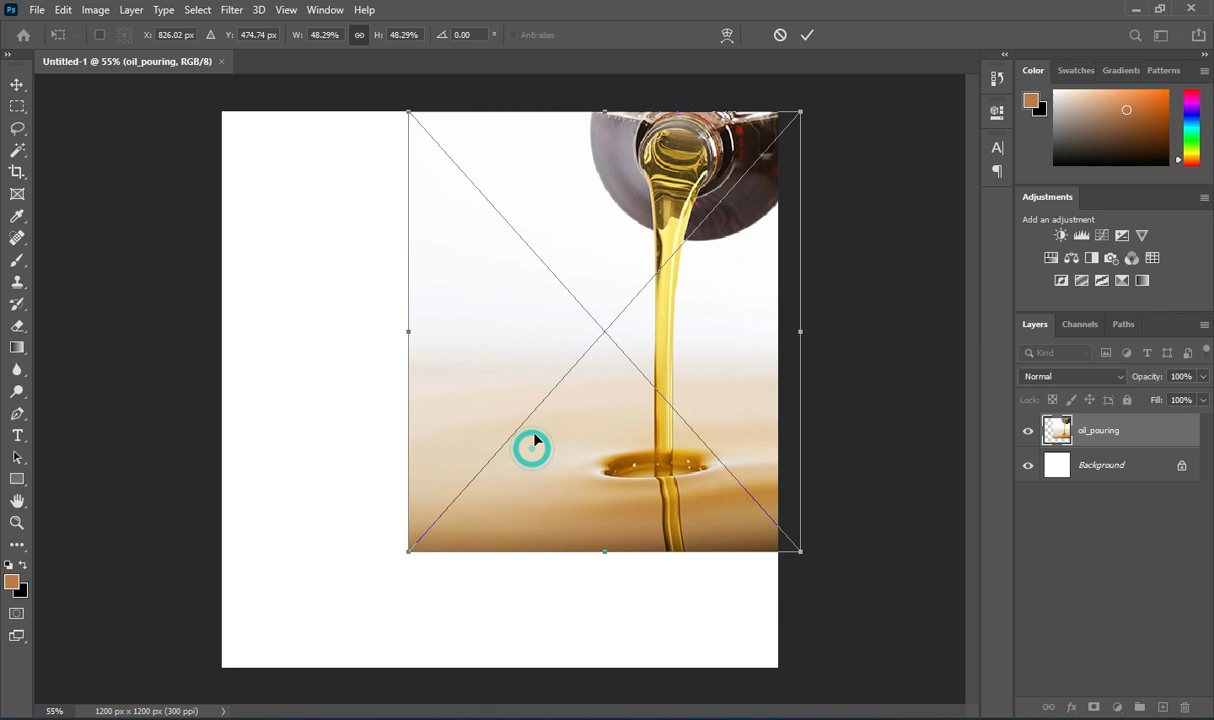 Ps File Edit Image Layer Type Select Filter 3D View Window Help
X: 826.02 px Y: 474.74 px W: 48.29% H: 48.29% 0.00 ° Anti-alias
Untitled-1 @ 55% (oil_pouring, RGB/8) ×
Color Swatches Gradients Patterns
Adjustments
Add an adjustment
Layers Channels Paths
Kind
Normal Opacity: 100%
Lock: Fill: 100%
oil_pouring
Background
55% 1200 px x 1200 px (300 ppi)